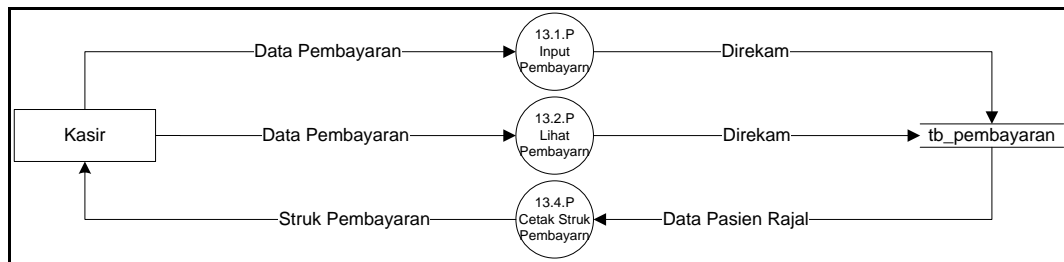 Data Pembayaran
13.1.P
Input
Pembayarn
Direkam
Kasir
Data Pembayaran
13.2.P
Lihat
Pembayarn
Direkam
tb_pembayaran
Struk Pembayaran
13.4.P
Cetak Struk
Pembayarn
Data Pasien Rajal